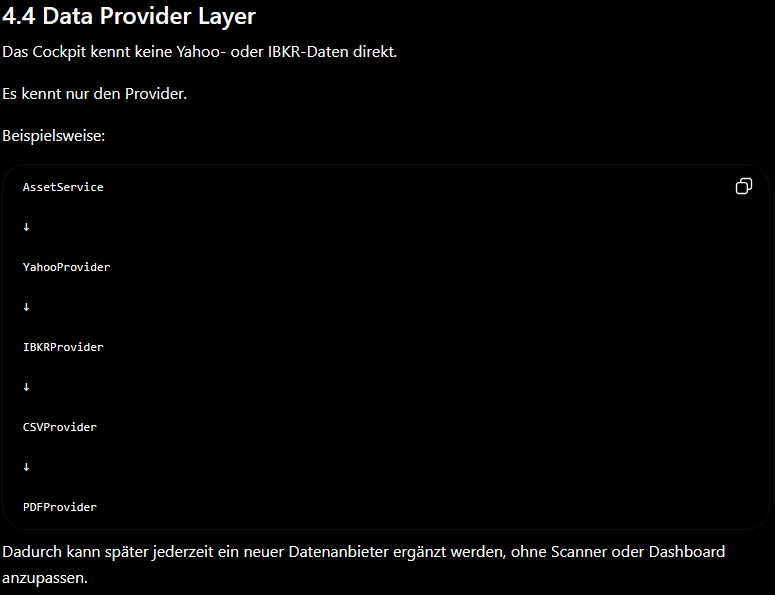 4.4 Data Provider Layer
Das Cockpit kennt keine Yahoo- oder IBKR-Daten direkt.
Es kennt nur den Provider.
Beispielsweise:
AssetService
↓
YahooProvider
↓
IBKRProvider
↓
CSVProvider
↓
PDFProvider
Dadurch kann später jederzeit ein neuer Datenanbieter ergänzt werden, ohne Scanner oder Dashboard
anzupassen.